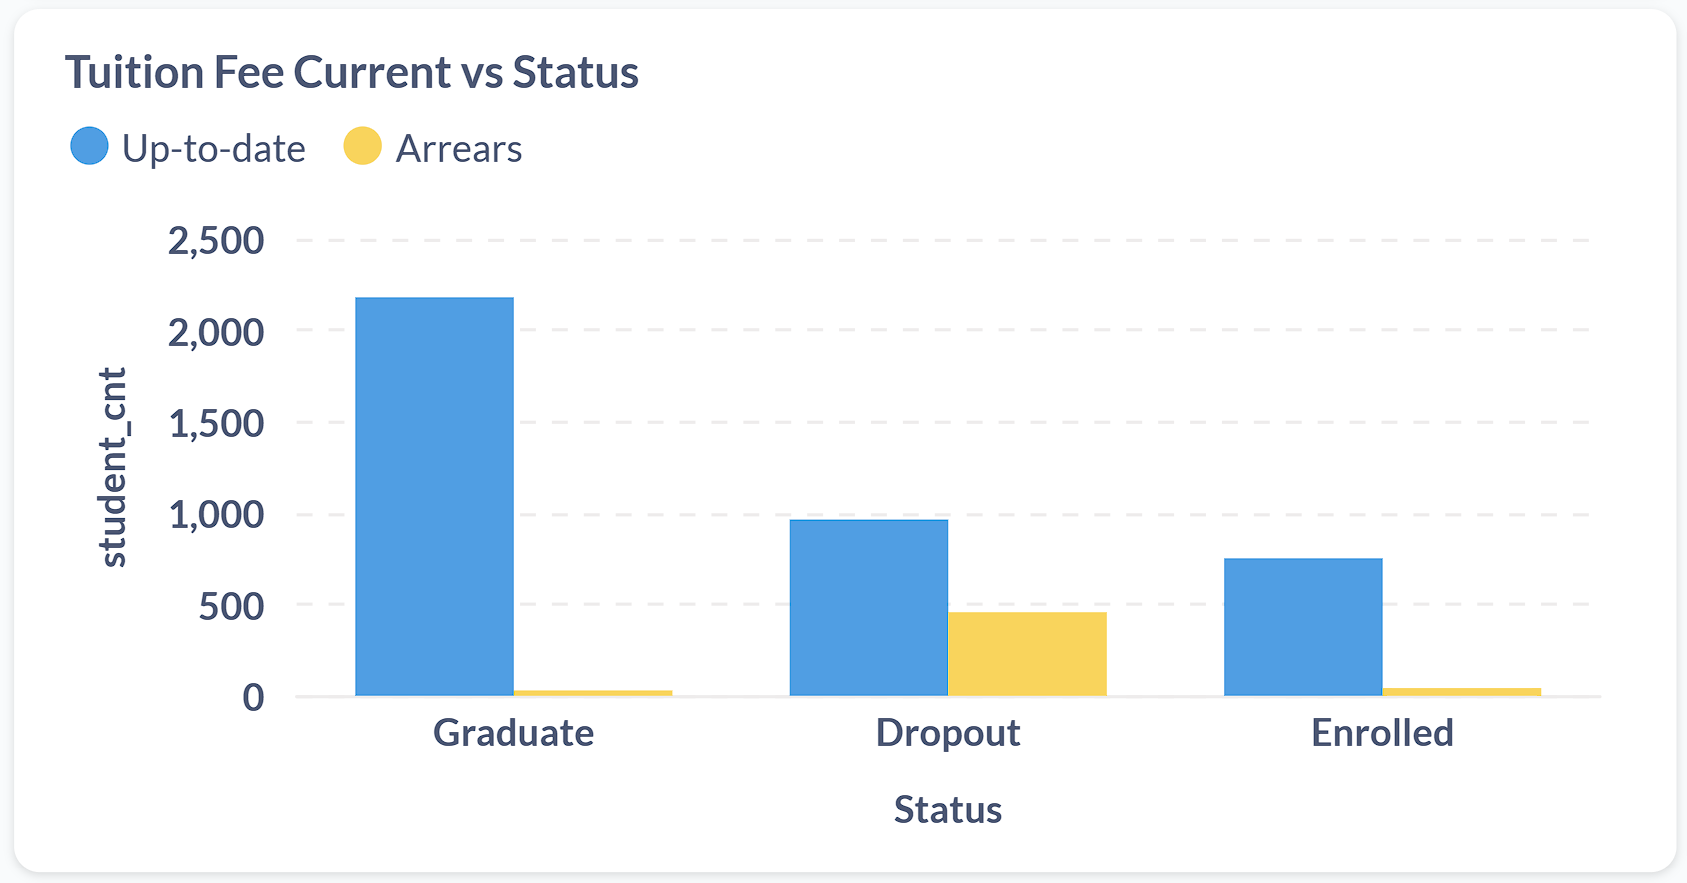 Tuition Fee Current vs Status
Up-to-date Arrears
2,500
2,000
1,500
1,000
500
0
student_cnt
Graduate Dropout Enrolled
Status